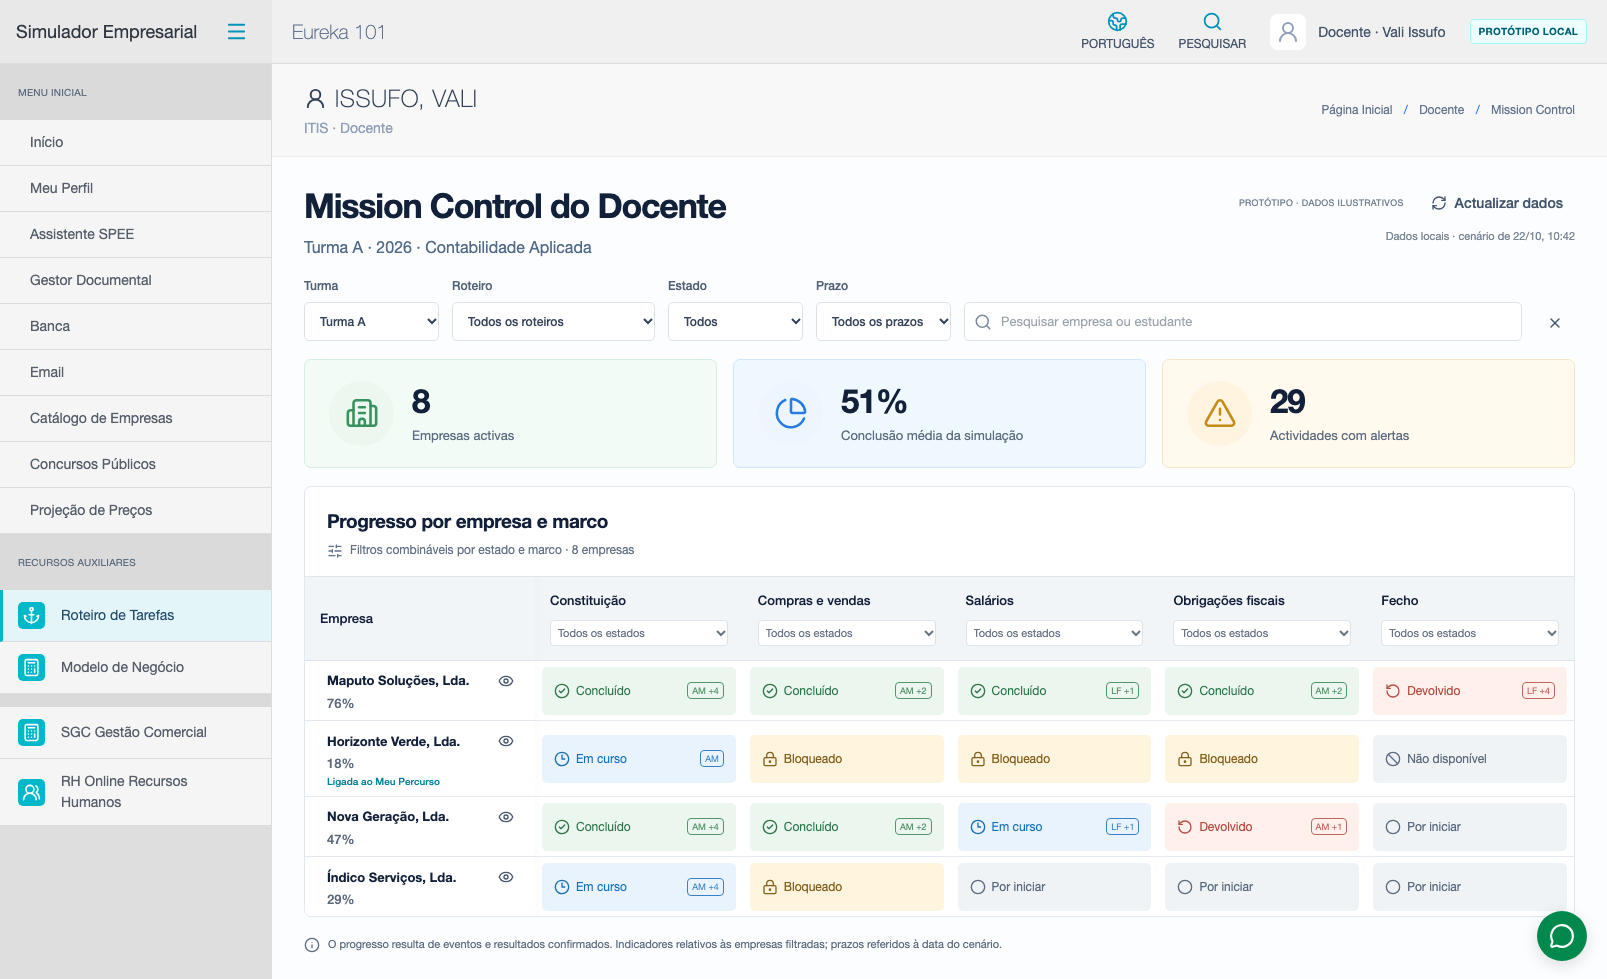 Simulador Empresarial
Eureka 101
PORTUGUÊS
PESQUISAR
Docente · Vali Issufo
PROTÓTIPO LOCAL
MENU INICIAL
Início
Meu Perfil
Assistente SPEE
Gestor Documental
Banca
Email
Catálogo de Empresas
Concursos Públicos
Projeção de Preços
RECURSOS AUXILIARES
Roteiro de Tarefas
Modelo de Negócio
SGC Gestão Comercial
RH Online Recursos
Humanos
ISSUFO, VALI
ITIS · Docente
Página Inicial / Docente / Mission Control
Mission Control do Docente
Turma A · 2026 · Contabilidade Aplicada
PROTÓTIPO · DADOS ILUSTRATIVOS
Actualizar dados
Dados locais · cenário de 22/10, 10:42
Turma Roteiro Estado Prazo
Turma A Todos os roteiros Todos Todos os prazos Pesquisar empresa ou estudante
8
Empresas activas
51%
Conclusão média da simulação
29
Actividades com alertas
Progresso por empresa e marco
Filtros combináveis por estado e marco · 8 empresas
Empresa
Constituição Compras e vendas Salários Obrigações fiscais Fecho
Todos os estados Todos os estados Todos os estados Todos os estados Todos os estados
Maputo Soluções, Lda.
76%
Concluído AM +4 Concluído AM +2 Concluído LF +1 Concluído AM +2 Devolvido LF +4
Horizonte Verde, Lda.
18%
Ligada ao Meu Percurso
Em curso AM Bloqueado Bloqueado Bloqueado Não disponível
Nova Geração, Lda.
47%
Concluído AM +4 Concluído AM +2 Em curso LF +1 Devolvido AM +1 Por iniciar
Índico Serviços, Lda.
29%
Em curso AM +4 Bloqueado Por iniciar Por iniciar Por iniciar
O progresso resulta de eventos e resultados confirmados. Indicadores relativos às empresas filtradas; prazos referidos à data do cenário.